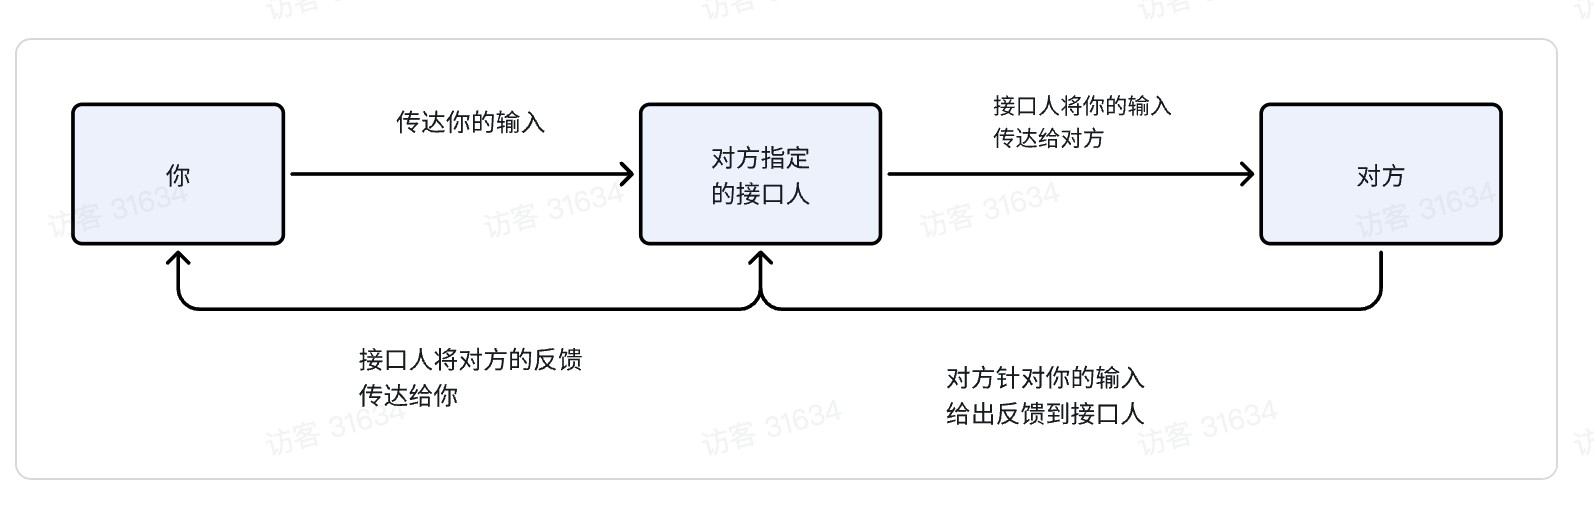 传达你的输入
接口人将你的输入
传达给对方
你
对方指定
的接口人
对方
接口人将对方的反馈
传达给你
对方针对你的输入
给出反馈到接口人
访客 31634
访客 31634
访客 31634
访客 31634
访客 31634
访客 31634
访客 31634